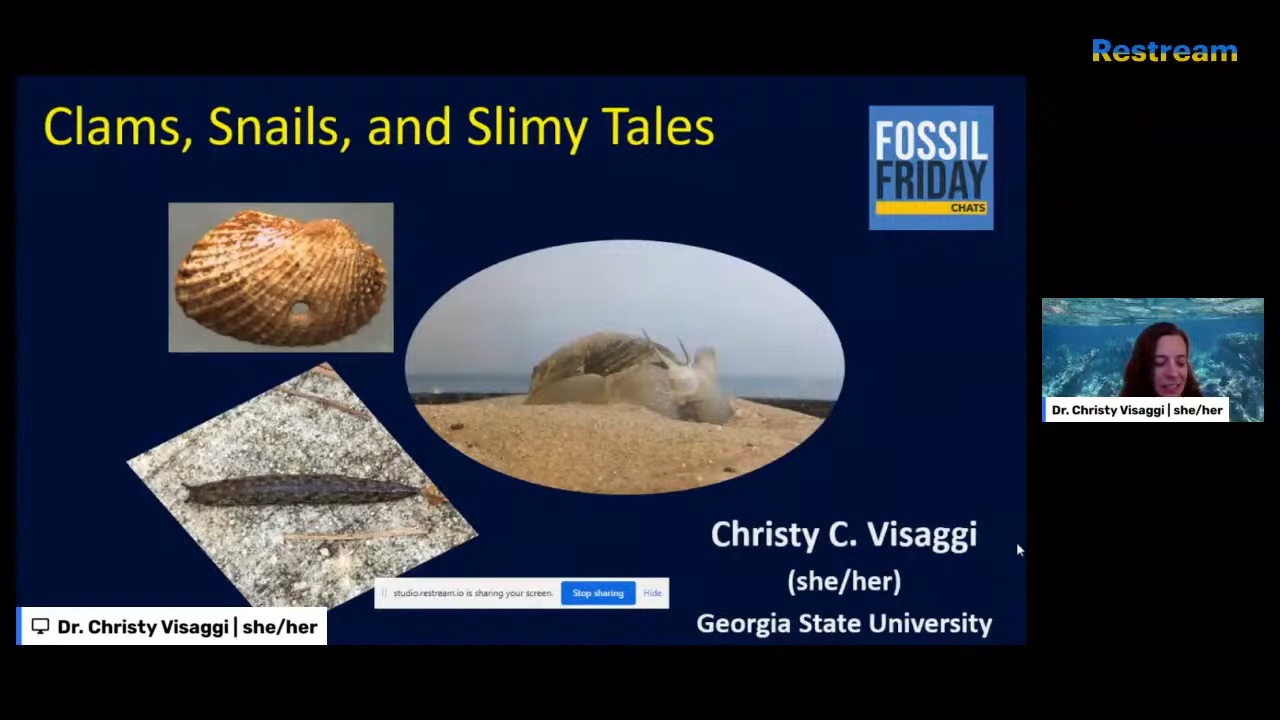 Restream
Clams, Snails, and Slimy Tales
FOSSIL
FRIDAY
CHATS
Dr. Christy Visaggi | she/her
Christy C. Visaggi
(she/her)
Georgia State University
studio.restream.io is sharing your screen. Stop sharing Hide
Dr. Christy Visaggi | she/her